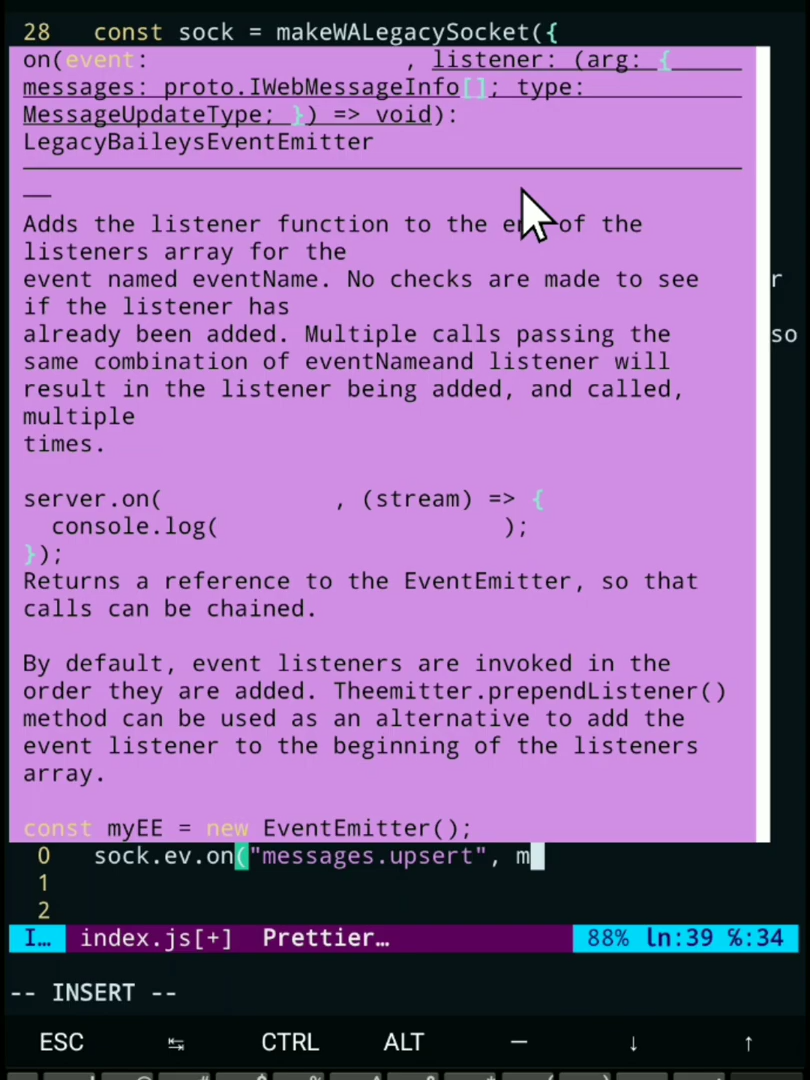 28   const sock = makeWALegacySocket({
on(event:                  , listener: (arg: {
messages: proto.IWebMessageInfo[]; type:
MessageUpdateType; }) => void):
LegacyBaileysEventEmitter
Adds the listener function to the end of the
listeners array for the
event named eventName. No checks are made to see
r
if the listener has
already been added. Multiple calls passing the
so
same combination of eventNameand listener will
result in the listener being added, and called,
multiple
times.
server.on(            , (stream) => {
  console.log(                    );
});
Returns a reference to the EventEmitter, so that
calls can be chained.
By default, event listeners are invoked in the
order they are added. Theemitter.prependListener()
method can be used as an alternative to add the
event listener to the beginning of the listeners
array.
const myEE = new EventEmitter();
0   sock.ev.on("messages.upsert", m
1
2
I… index.js[+]  Prettier…  88% ln:39 ℅:34
-- INSERT --
ESC ↹ CTRL ALT — ↓ ↑